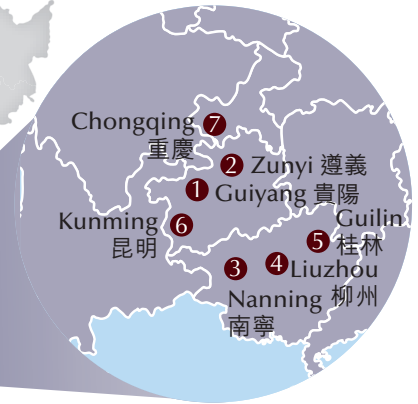 Chongqing 7
重慶
2 Zunyi 遵義
1 Guiyang 貴陽
Kunming 6
昆明
Guilin
5 桂林
3
4 Liuzhou
柳州
Nanning
南寧